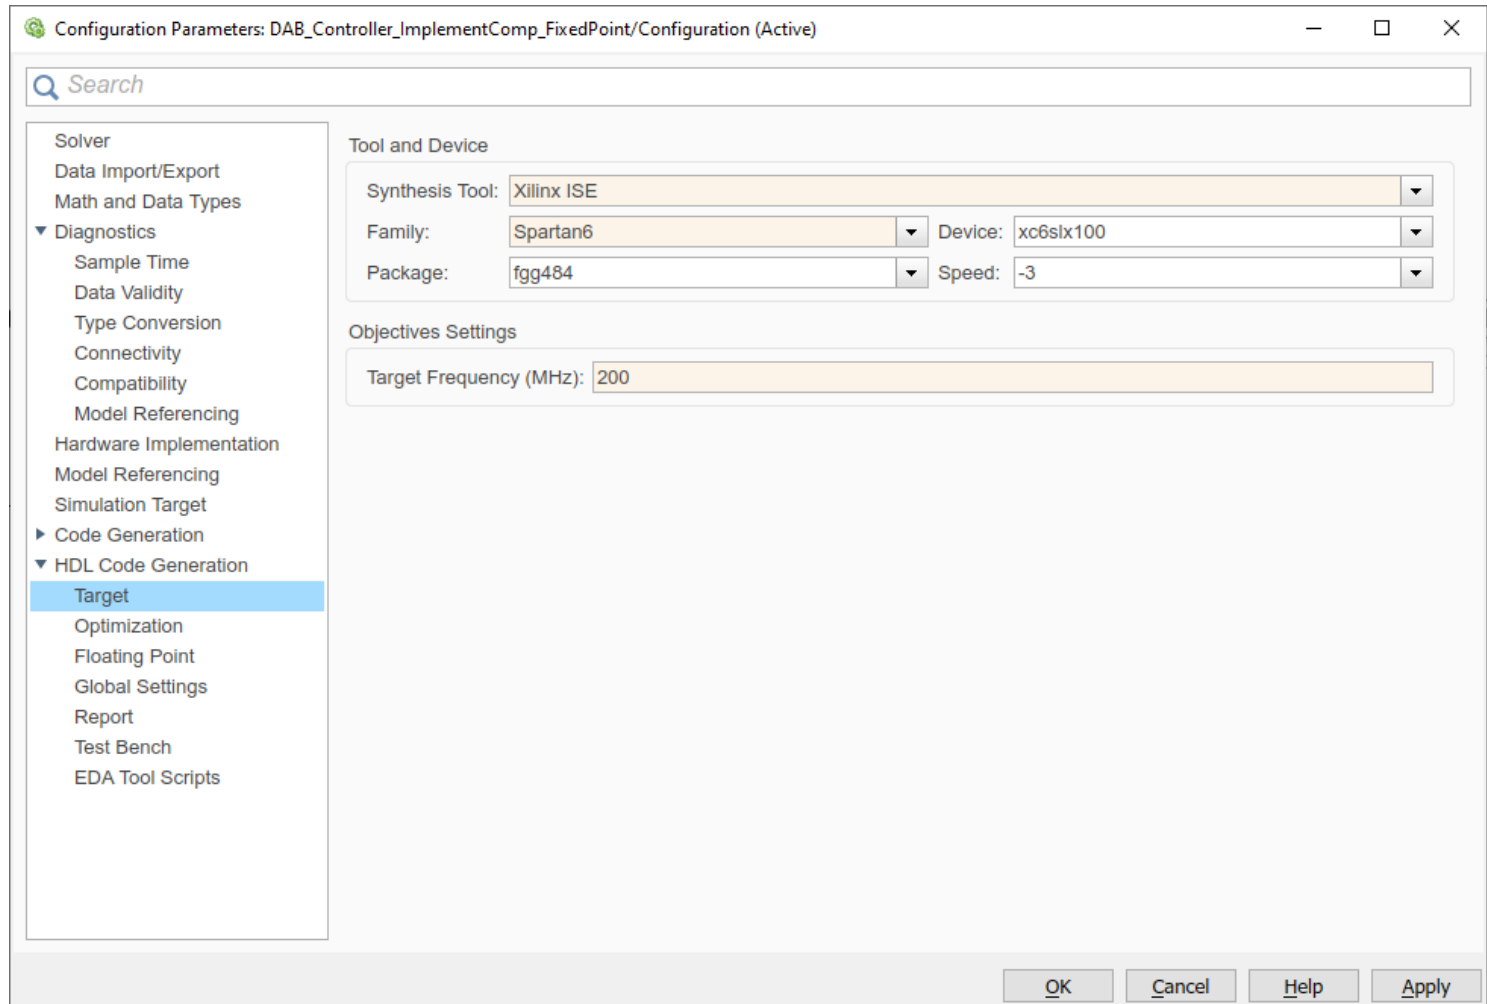 Configuration Parameters: DAB_Controller_ImplementComp_FixedPoint/Configuration (Active)
Search
Solver
Data Import/Export
Math and Data Types
Diagnostics
Sample Time
Data Validity
Type Conversion
Connectivity
Compatibility
Model Referencing
Hardware Implementation
Model Referencing
Simulation Target
Code Generation
HDL Code Generation
Target
Optimization
Floating Point
Global Settings
Report
Test Bench
EDA Tool Scripts
Tool and Device
Synthesis Tool: Xilinx ISE
Family: Spartan6 Device: xc6slx100
Package: fgg484 Speed: -3
Objectives Settings
Target Frequency (MHz): 200
OK Cancel Help Apply